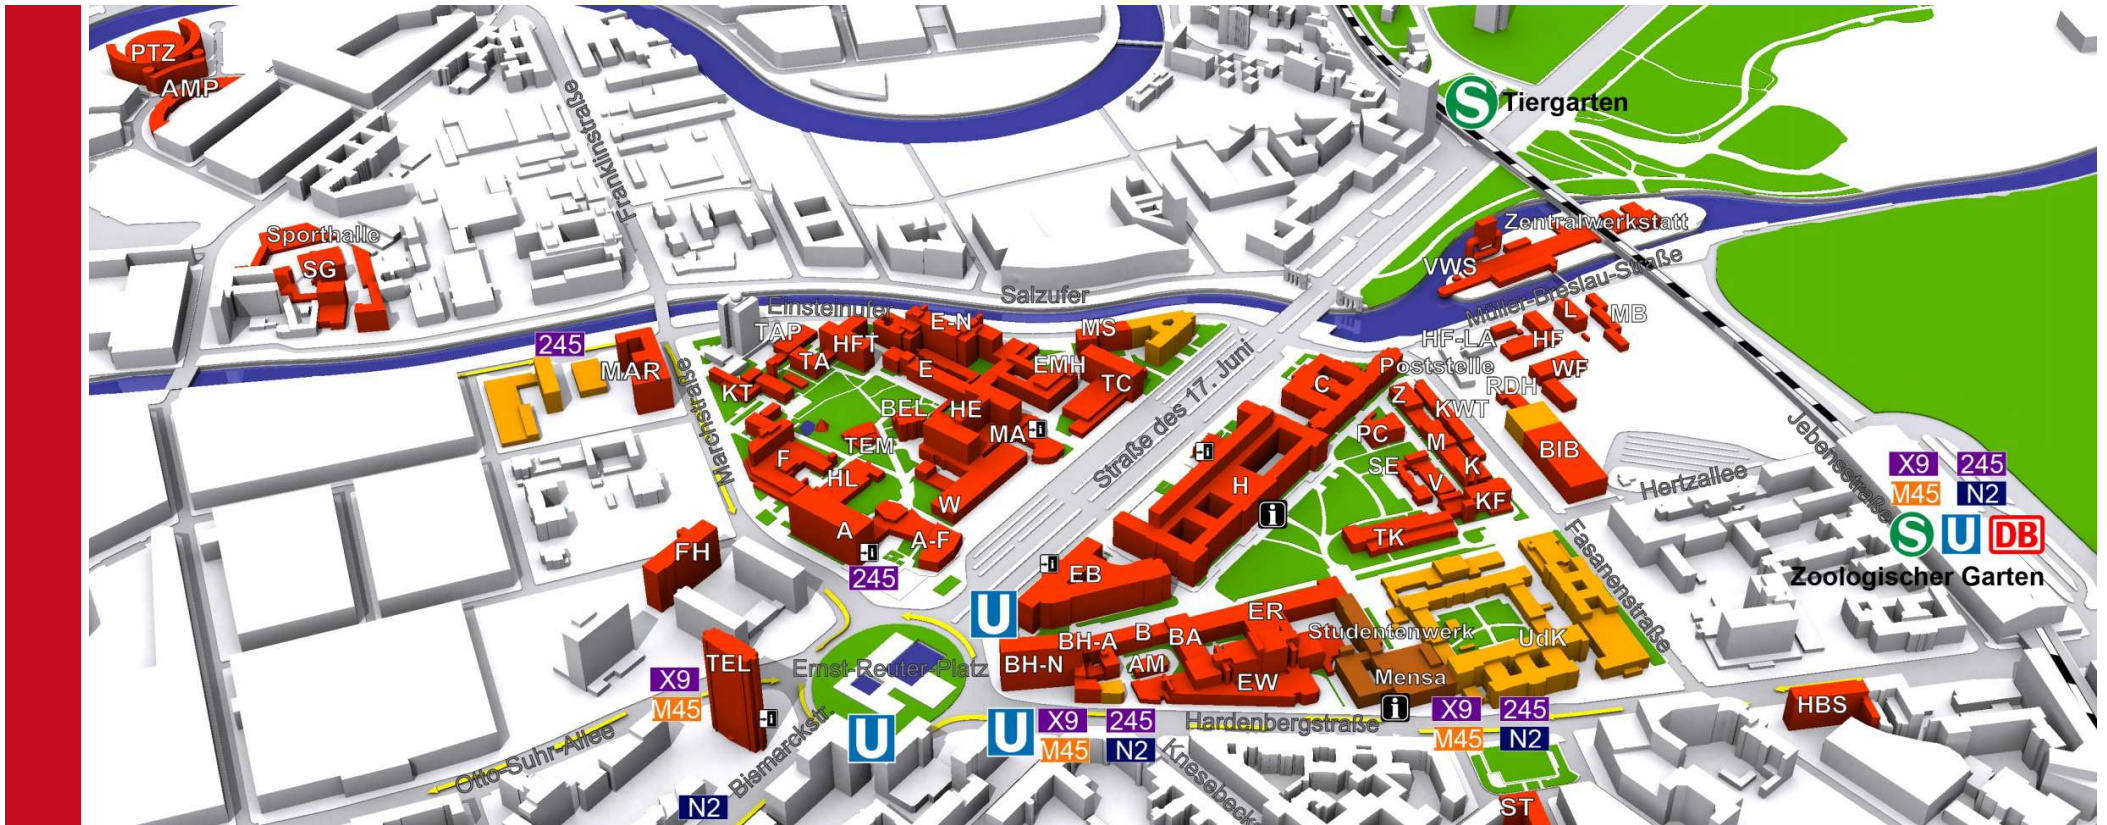 PTZ
AMP
Franklinstraße
S Tiergarten
Sporthalle
SG
Zentralwerkstatt
VWS
Müller-Breslau-Straße
Einsteinufer
Salzufer
TAP
E-N
MS
L
MB
245
HFT
HF-LA
HF
MAR
TA
E
EMH
TC
C
Poststelle
WF
RDH
KT
Marchstraße
BEL
HE
Straße des 17. Juni
Z
KWT
Jebensstraße
TEM
MA
i
PC
M
BIB
F
HL
i
SE
K
Hertzallee
X9 245
M45 N2
W
H
V
KF
i
A
A-F
TK
S U DB
Zoologischer Garten
FH
i
245
i
EB
Fasanenstraße
U
ER
B
BA
BH-A
Studentenwerk
UdK
TEL
Ernst-Reuter-Platz
BH-N
AM
EW
Mensa
X9
M45
i
HBS
i
U
U
X9 245
M45 N2
Hardenbergstraße
X9 245
M45 N2
Otto-Suhr-Allee
Bismarckstr.
Knesebeck
N2
ST